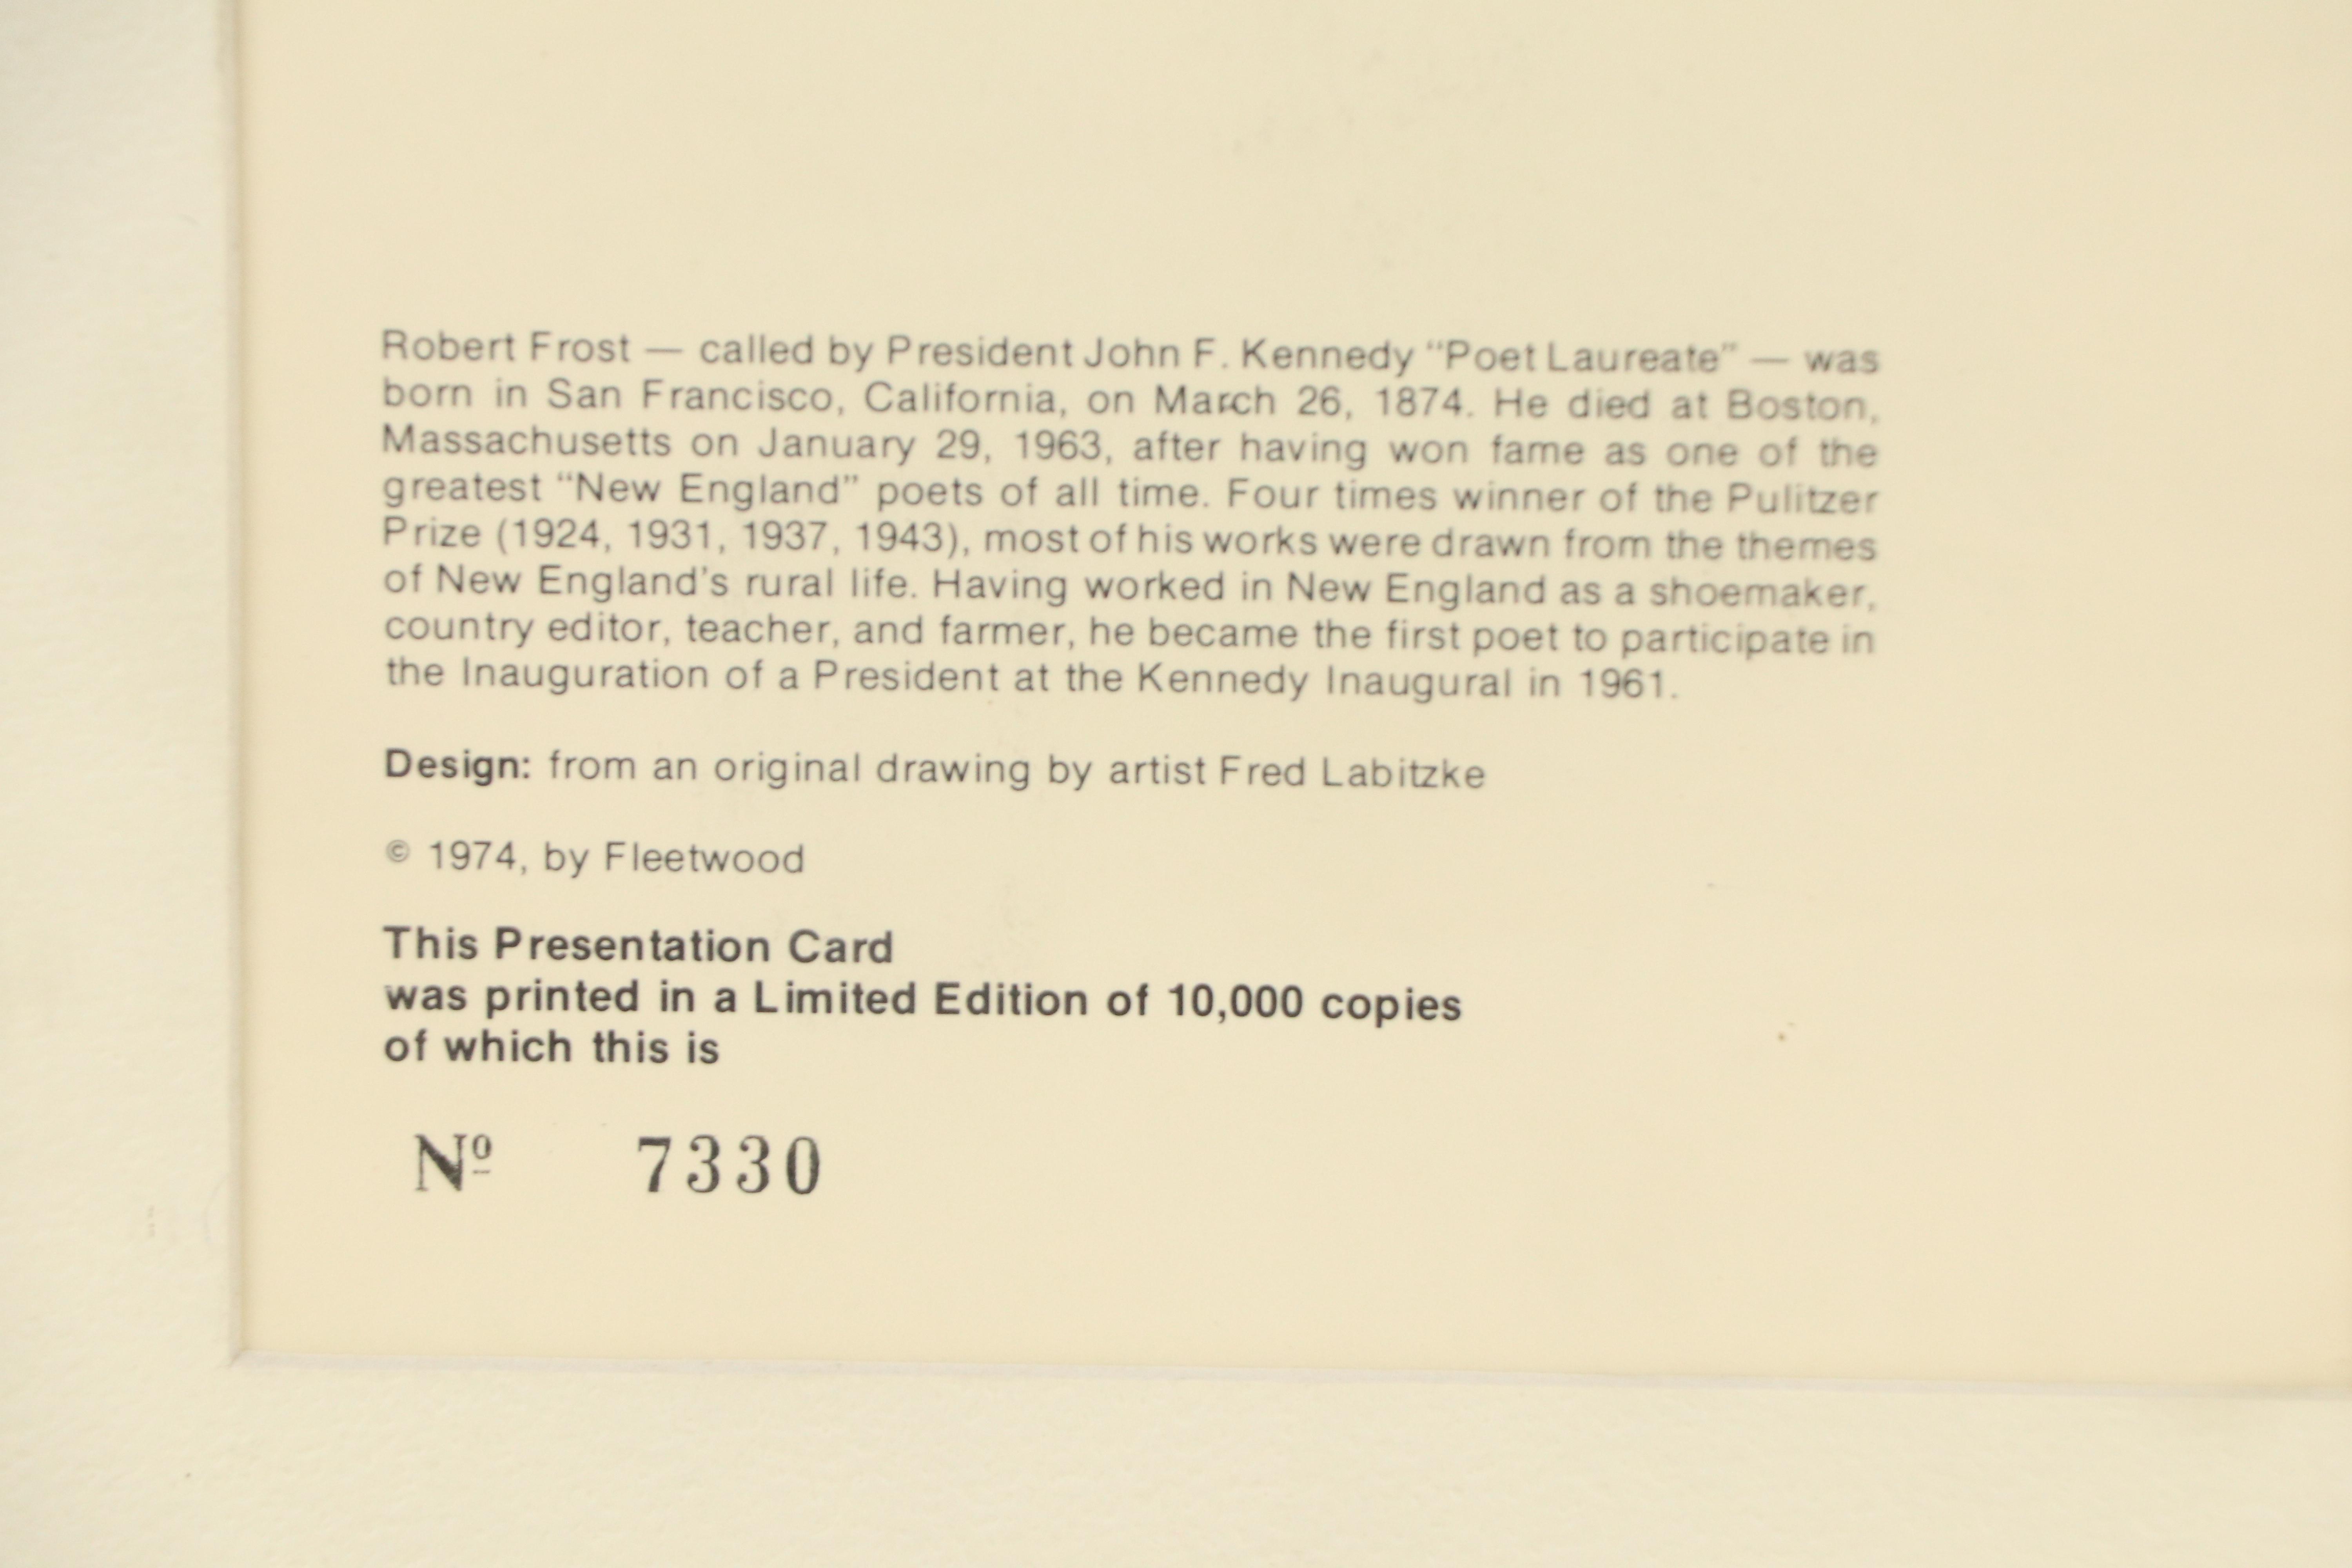 Robert Frost — called by President John F. Kennedy “Poet Laureate” — was
born in San Francisco, California, on March 26, 1874. He died at Boston,
Massachusetts on January 29, 1963, after having won fame as one of the
greatest “New England” poets of all time. Four times winner of the Pulitzer
Prize (1924, 1931, 1937, 1943), most of his works were drawn from the themes
of New England’s rural life. Having worked in New England as a shoemaker,
country editor, teacher, and farmer, he became the first poet to participate in
the Inauguration of a President at the Kennedy Inaugural in 1961.
Design: from an original drawing by artist Fred Labitzke
© 1974, by Fleetwood
This Presentation Card
was printed in a Limited Edition of 10,000 copies
of which this is
Nº 7330